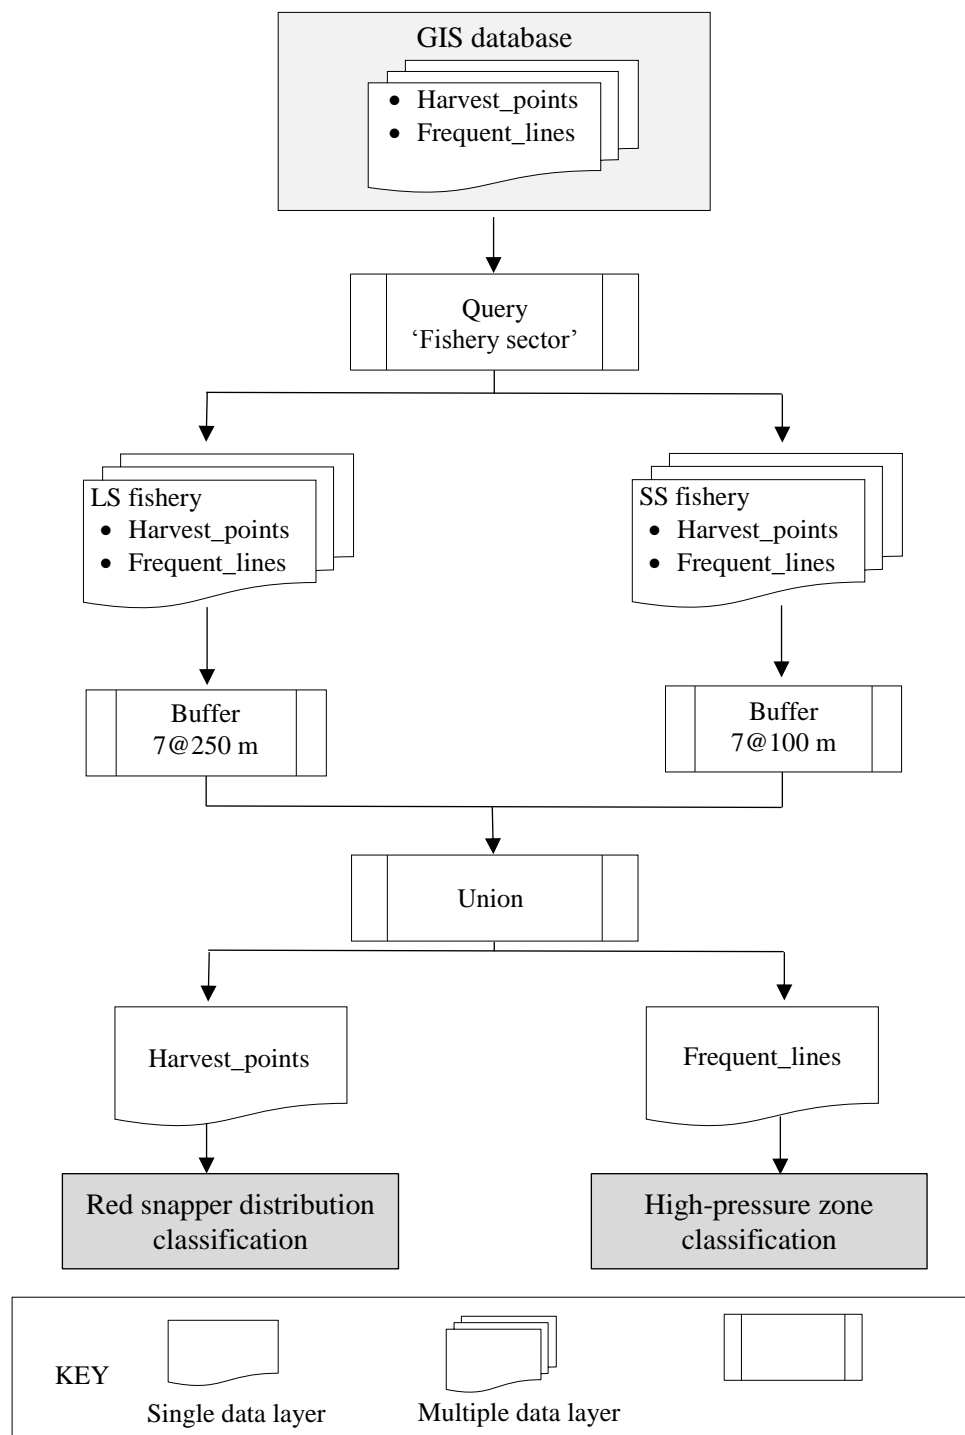 GIS database
• Harvest_points
• Frequent_lines
Query
‘Fishery sector’
LS fishery
• Harvest_points
• Frequent_lines
SS fishery
• Harvest_points
• Frequent_lines
Buffer
7@250 m
Buffer
7@100 m
Union
Harvest_points
Frequent_lines
Red snapper distribution
classification
High-pressure zone
classification
KEY
Single data layer
Multiple data layer